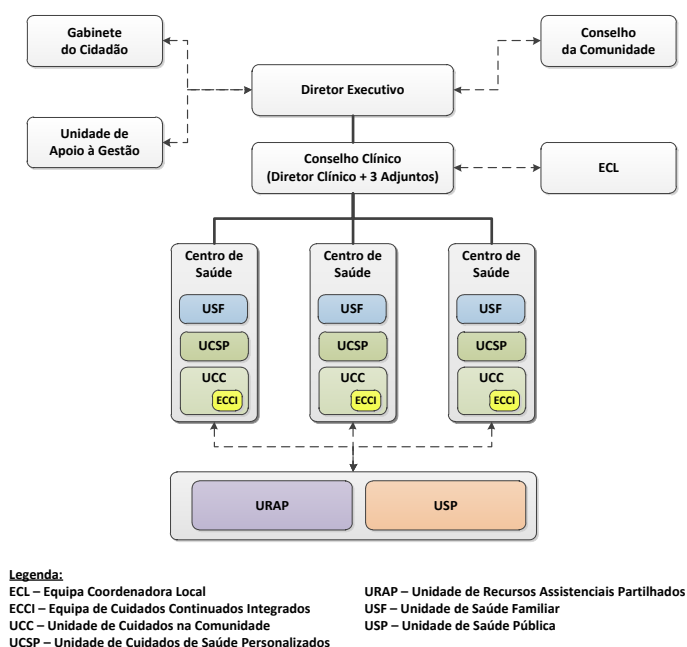 Gabinete
do Cidadão
Conselho
da Comunidade
Diretor Executivo
Unidade de
Apoio à Gestão
Conselho Clínico
(Diretor Clínico + 3 Adjuntos)
ECL
Centro de
Saúde
USF
UCSP
UCC
ECCI
Centro de
Saúde
USF
UCSP
UCC
ECCI
Centro de
Saúde
USF
UCSP
UCC
ECCI
URAP
USP
Legenda:
ECL – Equipa Coordenadora Local
ECCI – Equipa de Cuidados Continuados Integrados
UCC – Unidade de Cuidados na Comunidade
UCSP – Unidade de Cuidados de Saúde Personalizados
URAP – Unidade de Recursos Assistenciais Partilhados
USF – Unidade de Saúde Familiar
USP – Unidade de Saúde Pública